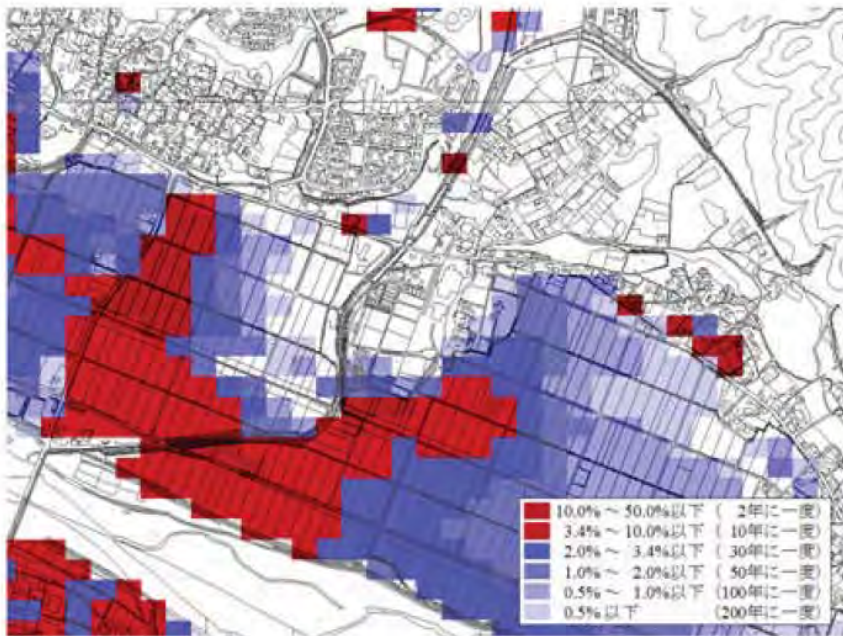 10.0%～50.0%以下 ( 2年に一度)
3.4%～10.0%以下 ( 10年に一度)
2.0%～ 3.4%以下 ( 30年に一度)
1.0%～ 2.0%以下 ( 50年に一度)
0.5%～ 1.0%以下 (100年に一度)
0.5%以下 (200年に一度)